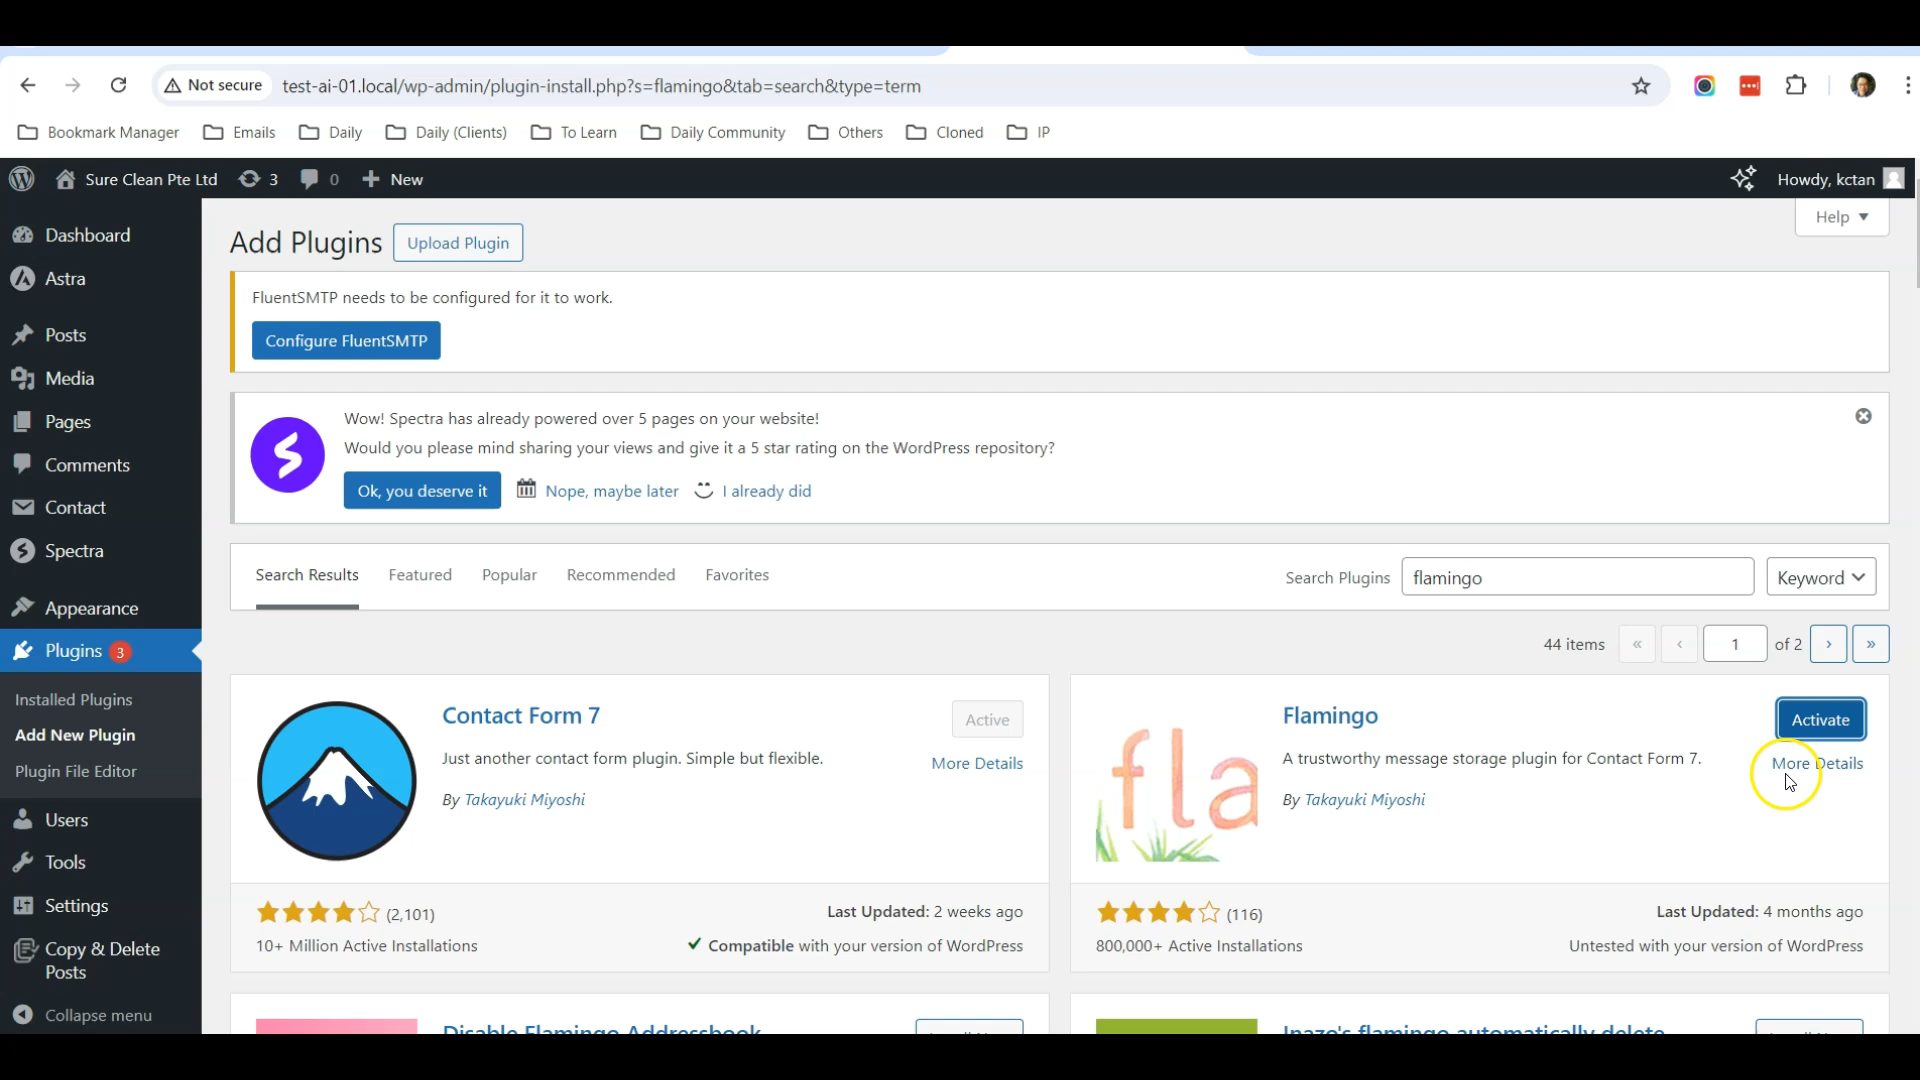 Not secure
test-ai-01.local/wp-admin/plugin-install.php?s=flamingo&tab=search&type=term
Bookmark Manager
Emails
Daily
Daily (Clients)
To Learn
Daily Community
Others
Cloned
IP
Sure Clean Pte Ltd
3
0
New
Howdy, kctan
Help
Dashboard
Astra
Posts
Media
Pages
Comments
Contact
Spectra
Appearance
Plugins 3
Installed Plugins
Add New Plugin
Plugin File Editor
Users
Tools
Settings
Copy & Delete
Posts
Collapse menu
Add Plugins
Upload Plugin
FluentSMTP needs to be configured for it to work.
Configure FluentSMTP
Wow! Spectra has already powered over 5 pages on your website!
Would you please mind sharing your views and give it a 5 star rating on the WordPress repository?
Ok, you deserve it
Nope, maybe later
I already did
Search Results
Featured
Popular
Recommended
Favorites
Search Plugins
flamingo
Keyword
44 items
«
‹
1
of 2
›
»
Contact Form 7
Active
Just another contact form plugin. Simple but flexible.
More Details
By Takayuki Miyoshi
(2,101)
Last Updated: 2 weeks ago
10+ Million Active Installations
Compatible with your version of WordPress
fla
Flamingo
Activate
A trustworthy message storage plugin for Contact Form 7.
More Details
By Takayuki Miyoshi
(116)
Last Updated: 4 months ago
800,000+ Active Installations
Untested with your version of WordPress
Disable Flamingo Addressbook
Inazo's flamingo automatically delete